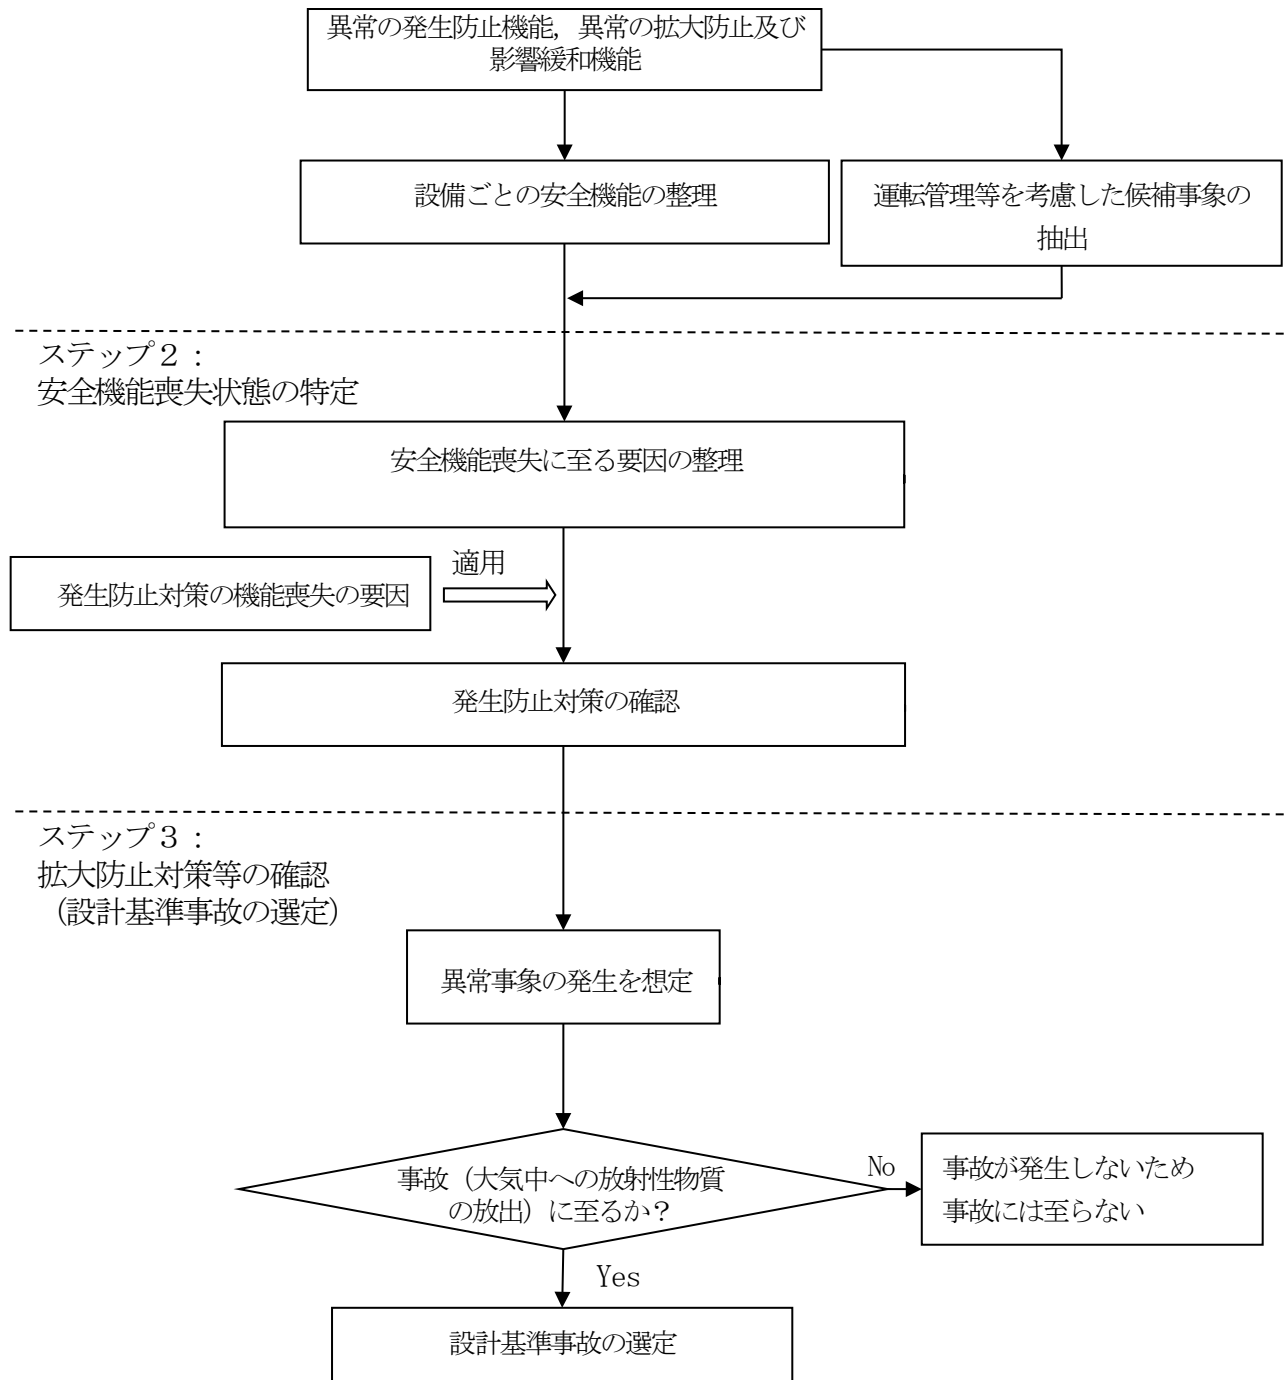 異常の発生防止機能，異常の拡大防止及び
影響緩和機能
設備ごとの安全機能の整理
運転管理等を考慮した候補事象の
抽出
ステップ２：
安全機能喪失状態の特定
安全機能喪失に至る要因の整理
適用
発生防止対策の機能喪失の要因
発生防止対策の確認
ステップ３：
拡大防止対策等の確認
（設計基準事故の選定）
異常事象の発生を想定
事故（大気中への放射性物質
の放出）に至るか？
No
事故が発生しないため
事故には至らない
Yes
設計基準事故の選定